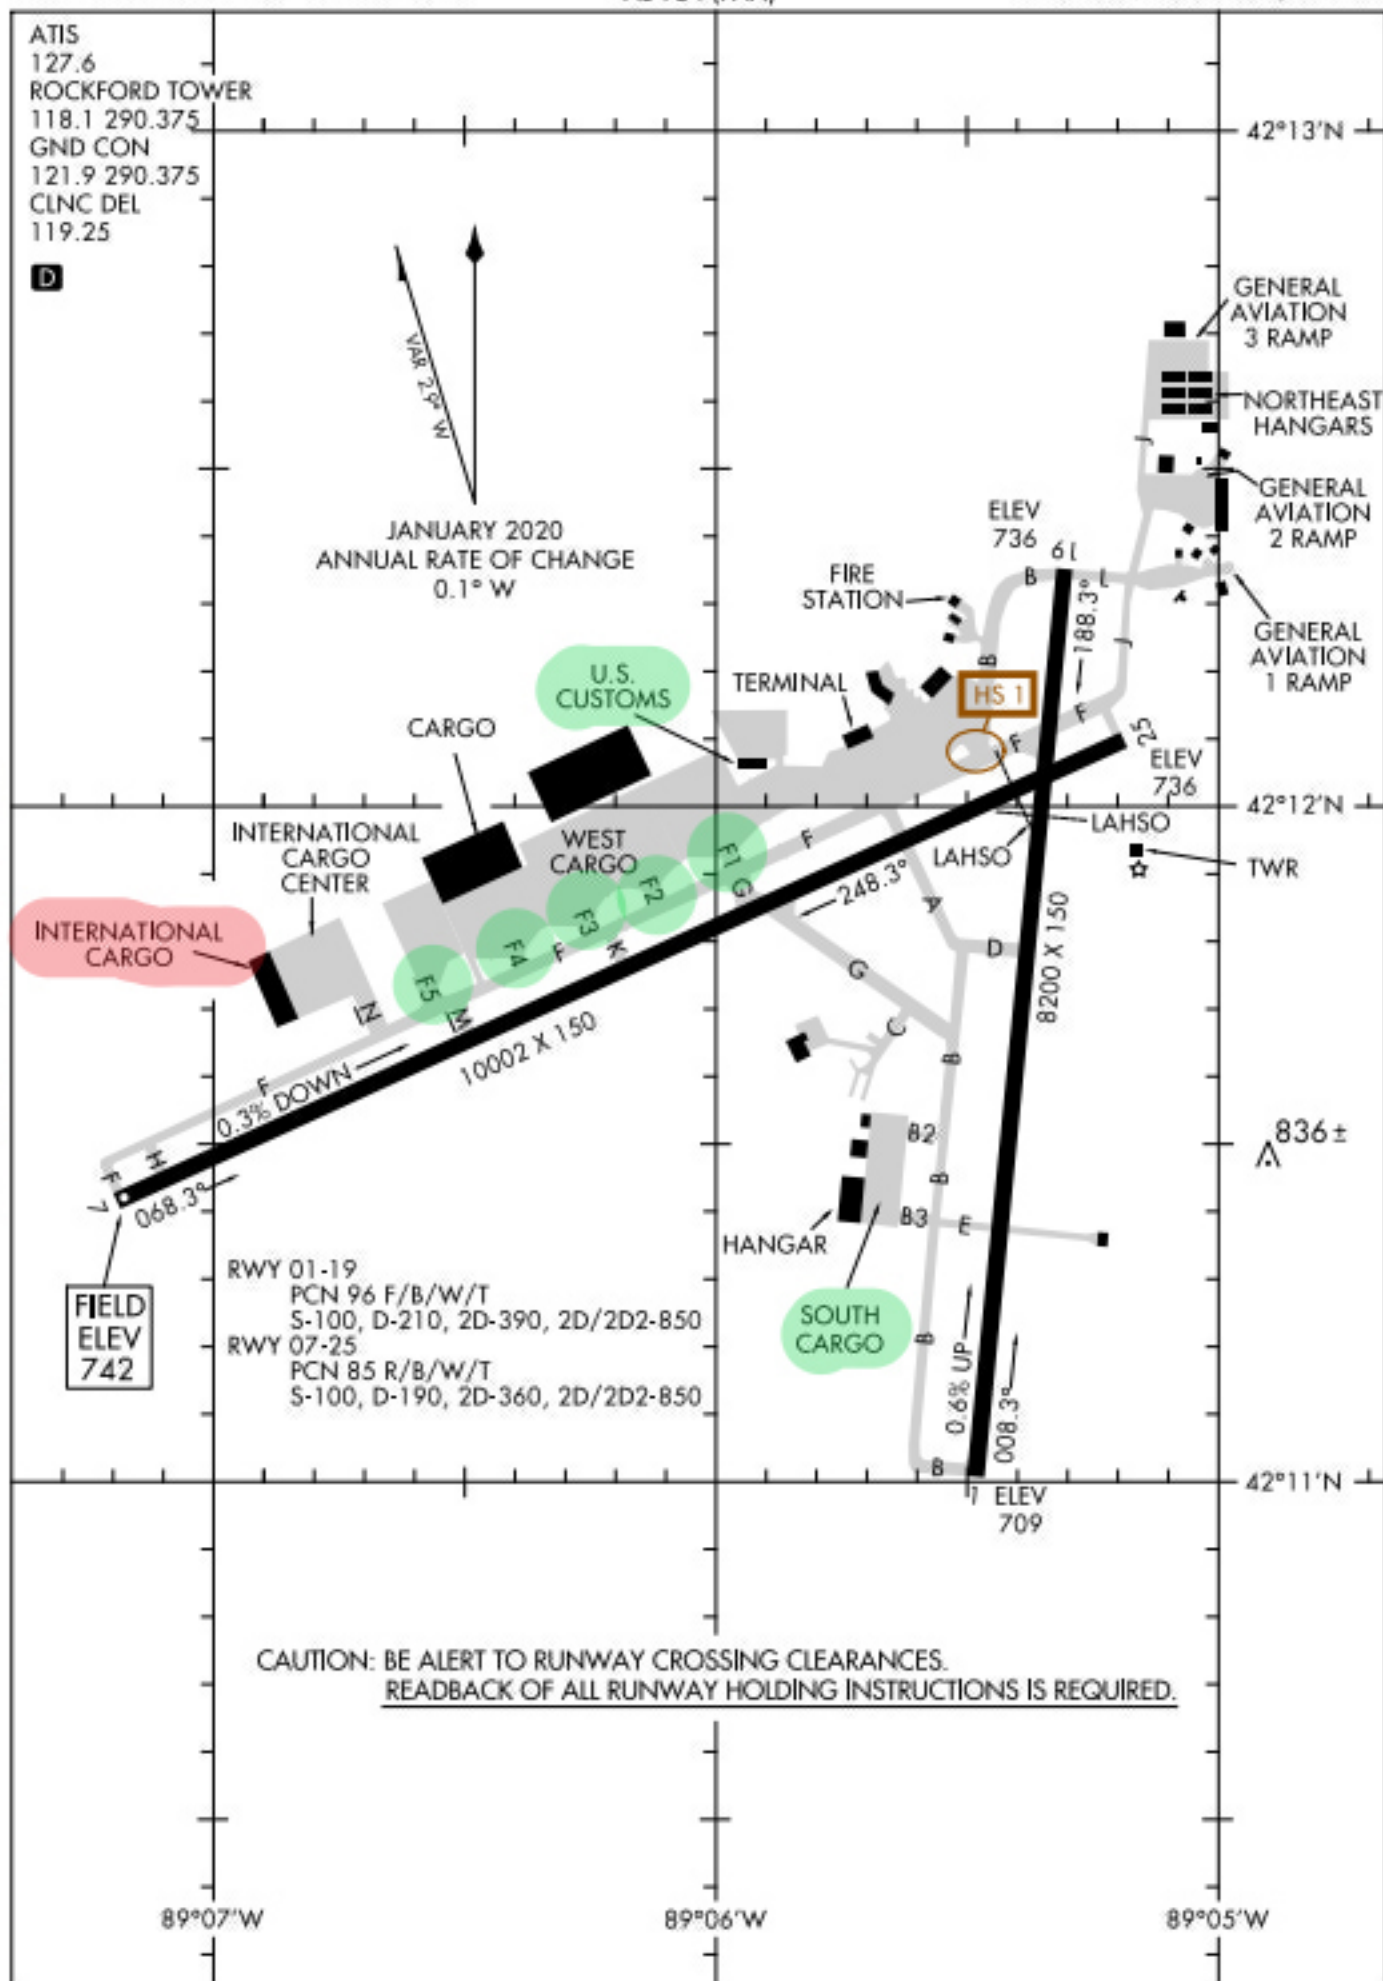 ATIS
127.6
ROCKFORD TOWER
118.1 290.375
GND CON
121.9 290.375
CLNC DEL
119.25
D
42°13'N
VAR 2.9° W
JANUARY 2020
ANNUAL RATE OF CHANGE
0.1° W
GENERAL
AVIATION
3 RAMP
NORTHEAST
HANGARS
J
GENERAL
AVIATION
2 RAMP
ELEV
736
19
L
B
L
188.3°
FIRE
STATION
GENERAL
AVIATION
1 RAMP
J
B
U.S.
CUSTOMS
TERMINAL
HS 1
F
F
25
ELEV
736
CARGO
42°12'N
INTERNATIONAL
CARGO
CENTER
WEST
CARGO
LAHSO
LAHSO
TWR
F
F1
G
F2
F3
F4
F
K
F5
M
N
248.3°
A
D
G
8200 X 150
INTERNATIONAL
CARGO
10002 X 150
C
B
F
0.3% DOWN
H
F
7
068.3°
B2
B
B3
E
836±
HANGAR
FIELD
ELEV
742
RWY 01-19
PCN 96 F/B/W/T
S-100, D-210, 2D-390, 2D/2D2-850
RWY 07-25
PCN 85 R/B/W/T
S-100, D-190, 2D-360, 2D/2D2-850
SOUTH
CARGO
B
0.6% UP
008.3°
B
1
ELEV
709
42°11'N
CAUTION: BE ALERT TO RUNWAY CROSSING CLEARANCES.
READBACK OF ALL RUNWAY HOLDING INSTRUCTIONS IS REQUIRED.
89°07'W
89°06'W
89°05'W